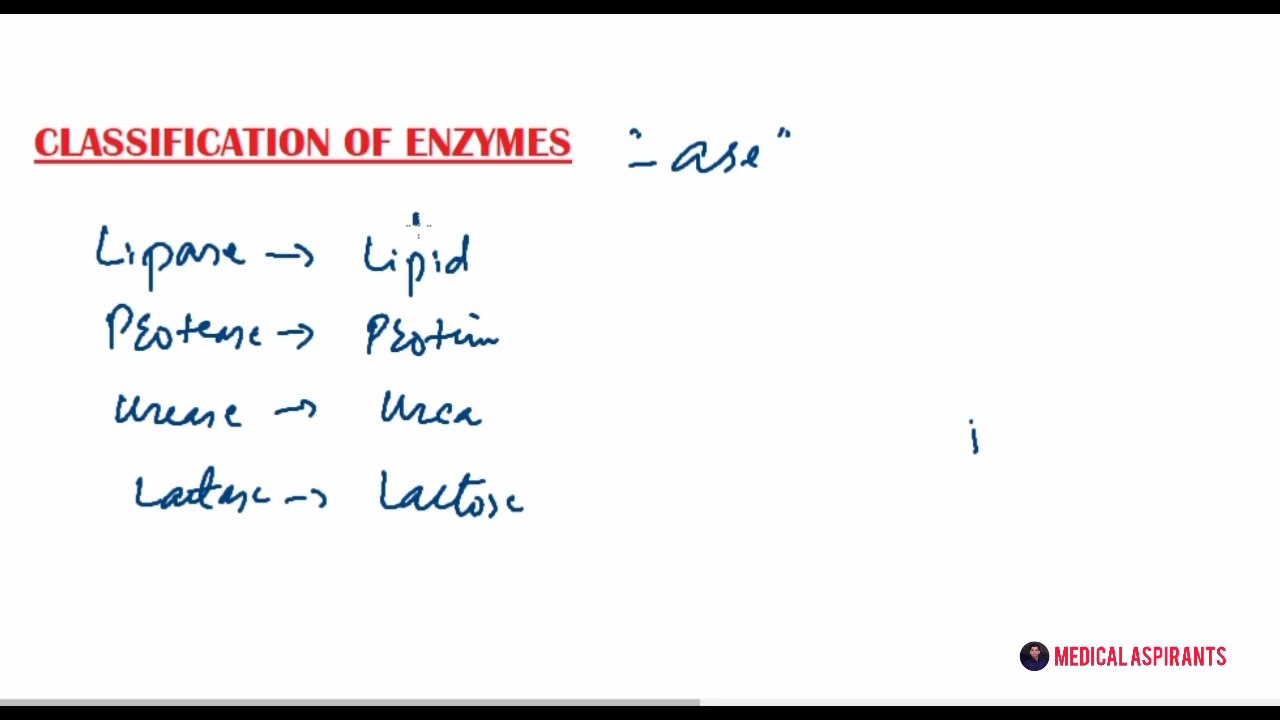 CLASSIFICATION OF ENZYMES "- ase"
Lipase → Lipid
Protease → Protein
Urease → Urea
Lactase → Lactose
i
MEDICAL ASPIRANTS